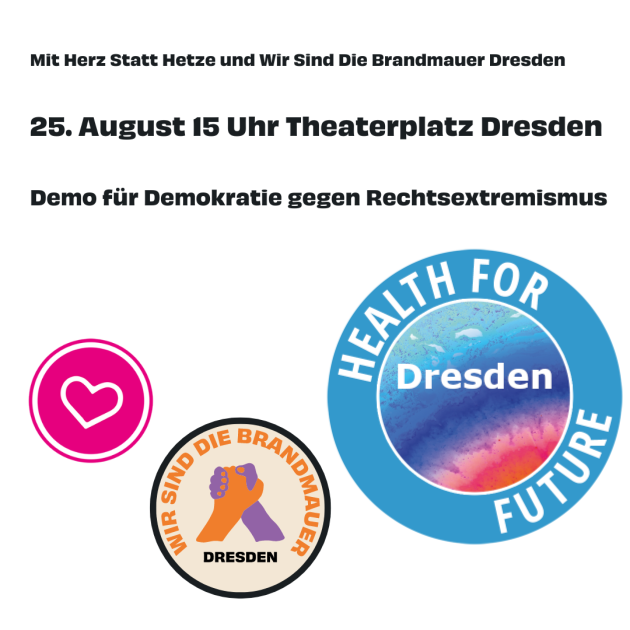 Mit Herz Statt Hetze und Wir Sind Die Brandmauer Dresden
25. August 15 Uhr Theaterplatz Dresden
Demo für Demokratie gegen Rechtsextremismus
HEALTH FOR
Dresden
FUTURE
WIR SIND DIE BRANDMAUER
DRESDEN